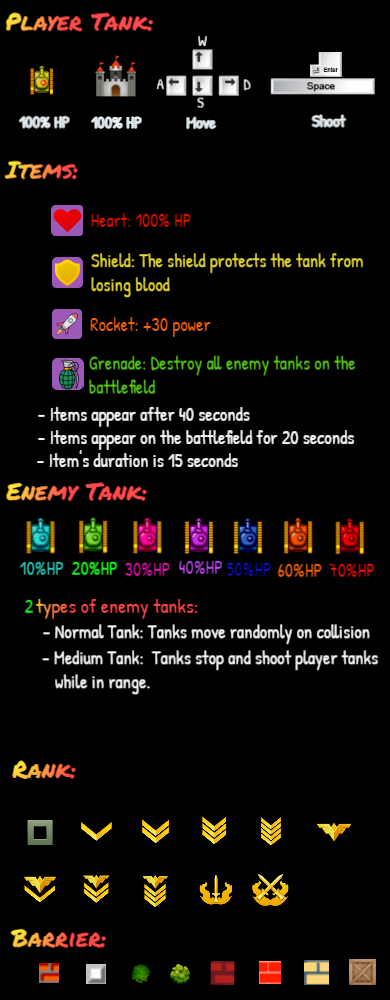 Player Tank:
W
A D
S
Enter
Space
100% HP 100% HP Move Shoot
Items:
Heart: 100% HP
Shield: The shield protects the tank from
losing blood
Rocket: +30 power
Grenade: Destroy all enemy tanks on the
battlefield
- Items appear after 40 seconds
- Items appear on the battlefield for 20 seconds
- Item's duration is 15 seconds
Enemy Tank:
10%HP 20%HP 30%HP 40%HP 50%HP 60%HP 70%HP
2 types of enemy tanks:
- Normal Tank: Tanks move randomly on collision
- Medium Tank: Tanks stop and shoot player tanks
while in range.
Rank:
Barrier: